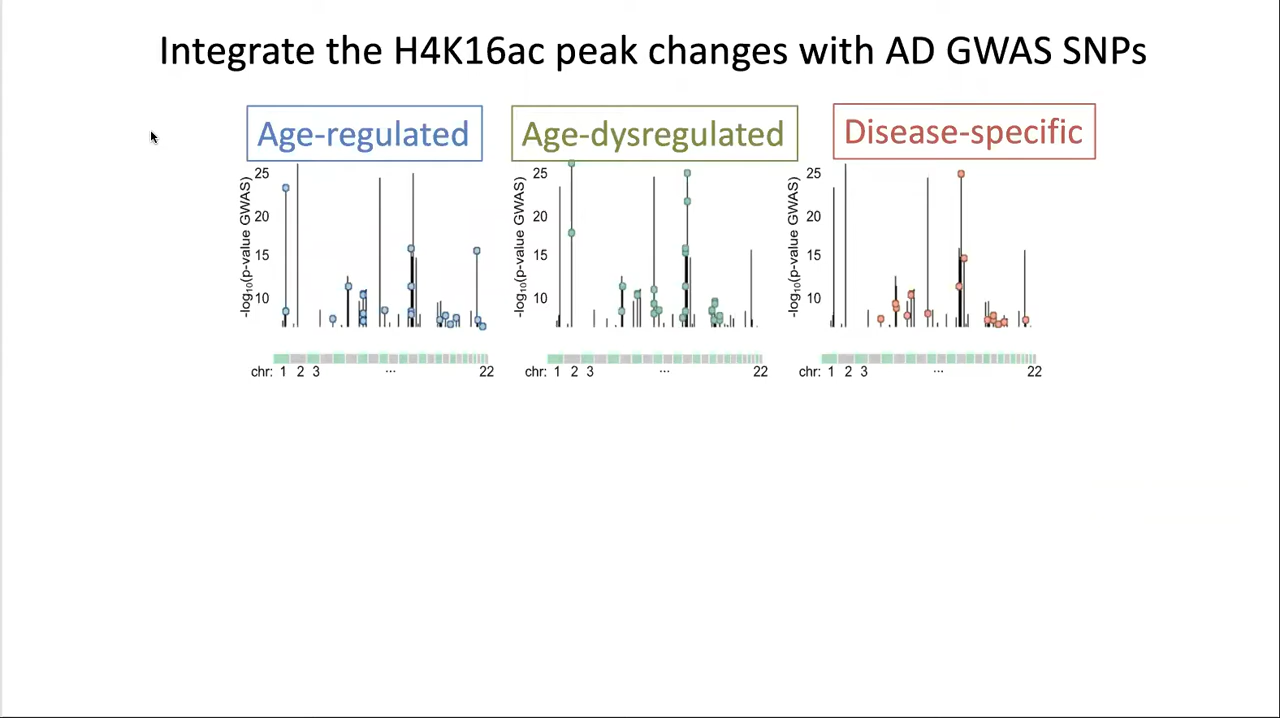 Integrate the H4K16ac peak changes with AD GWAS SNPs
Age-regulated
Age-dysregulated
Disease-specific
-log10(p-value GWAS)
25
20
15
10
chr: 1 2 3 ... 22
-log10(p-value GWAS)
25
20
15
10
chr: 1 2 3 ... 22
-log10(p-value GWAS)
25
20
15
10
chr: 1 2 3 ... 22